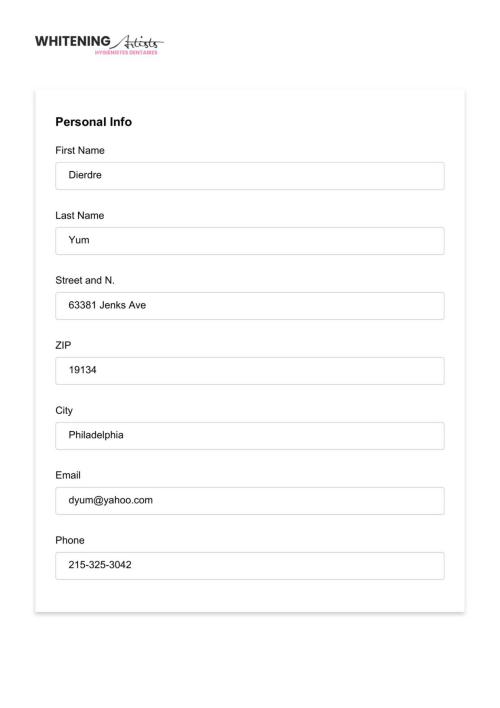 WHITENING Artists
HYGIÉNISTES DENTAIRES
Personal Info
First Name
Dierdre
Last Name
Yum
Street and N.
63381 Jenks Ave
ZIP
19134
City
Philadelphia
Email
dyum@yahoo.com
Phone
215-325-3042